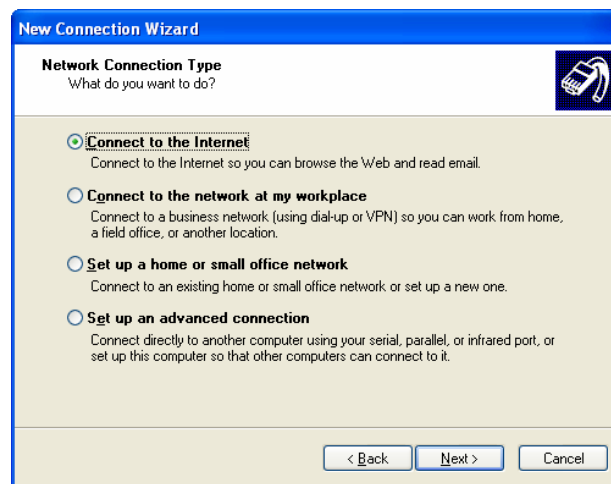 New Connection Wizard
Network Connection Type
What do you want to do?
Connect to the Internet
Connect to the Internet so you can browse the Web and read email.
Connect to the network at my workplace
Connect to a business network (using dial-up or VPN) so you can work from home,
a field office, or another location.
Set up a home or small office network
Connect to an existing home or small office network or set up a new one.
Set up an advanced connection
Connect directly to another computer using your serial, parallel, or infrared port, or
set up this computer so that other computers can connect to it.
< Back Next > Cancel